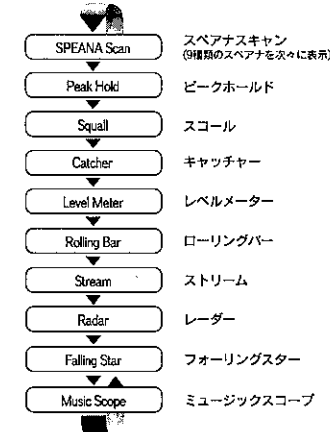 SPEANA Scan スペアナスキャン
(9種類のスペアナを次々に表示)
Peak Hold ピークホールド
Squall スコール
Catcher キャッチャー
Level Meter レベルメーター
Rolling Bar ローリングバー
Stream ストリーム
Radar レーダー
Falling Star フォーリングスター
Music Scope ミュージックスコープ